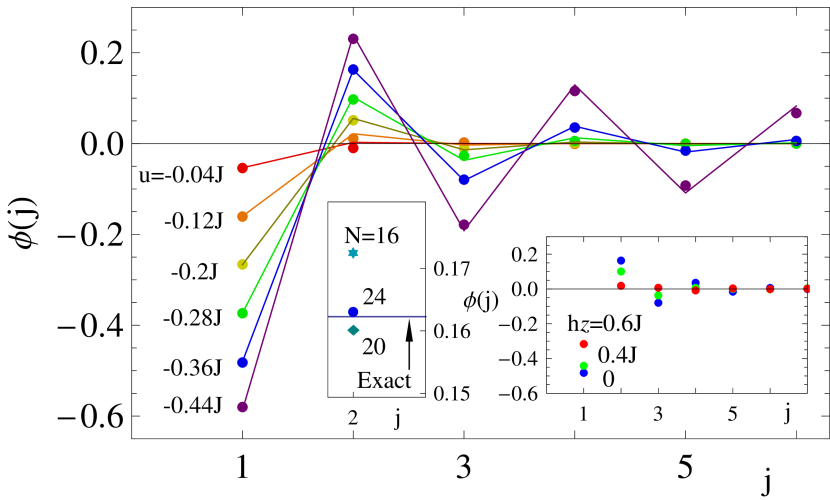 0.2
0.0
−0.2
−0.4
−0.6
ϕ(j)
u=-0.04J
-0.12J
-0.2J
-0.28J
-0.36J
-0.44J
1
3
5
j
N=16
24
20
Exact
2
j
0.17
0.16
0.15
ϕ(j)
0.2
0.0
−0.2
−0.4
−0.6
hz=0.6J
0.4J
0
1
3
5
j